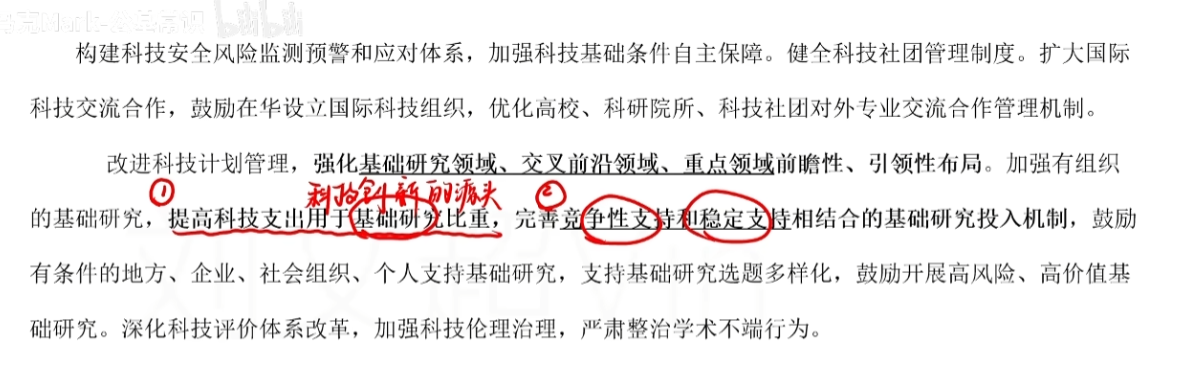 构建科技安全风险监测预警和应对体系，加强科技基础条件自主保障。健全科技社团管理制度。扩大国际
科技交流合作，鼓励在华设立国际科技组织，优化高校、科研院所、科技社团对外专业交流合作管理机制。
改进科技计划管理，强化基础研究领域、交叉前沿领域、重点领域前瞻性、引领性布局。加强有组织
① 科技创新的源头 ②
的基础研究，提高科技支出用于基础研究比重，完善竞争性支持和稳定支持相结合的基础研究投入机制，鼓励
有条件的地方、企业、社会组织、个人支持基础研究，支持基础研究选题多样化，鼓励开展高风险、高价值基
础研究。深化科技评价体系改革，加强科技伦理治理，严肃整治学术不端行为。